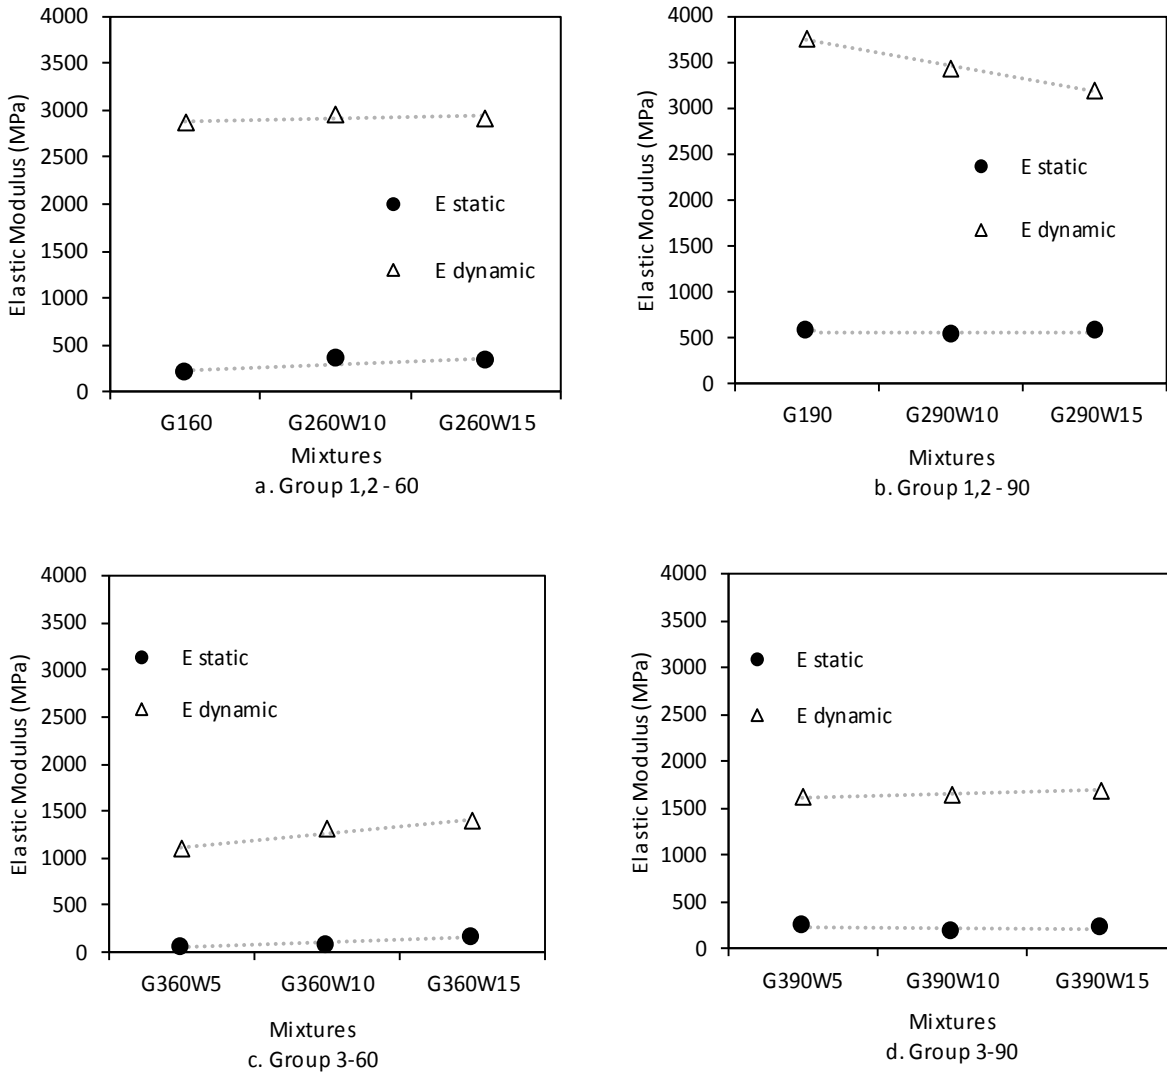 Elastic Modulus (MPa)
4000
3500
3000
2500
2000
1500
1000
500
0
E static
E dynamic
G160 G260W10 G260W15
Mixtures
a. Group 1,2 - 60
Elastic Modulus (MPa)
4000
3500
3000
2500
2000
1500
1000
500
0
E static
E dynamic
G190 G290W10 G290W15
Mixtures
b. Group 1,2 - 90
Elastic Modulus (MPa)
4000
3500
3000
2500
2000
1500
1000
500
0
E static
E dynamic
G360W5 G360W10 G360W15
Mixtures
c. Group 3-60
Elastic Modulus (MPa)
4000
3500
3000
2500
2000
1500
1000
500
0
E static
E dynamic
G390W5 G390W10 G390W15
Mixtures
d. Group 3-90